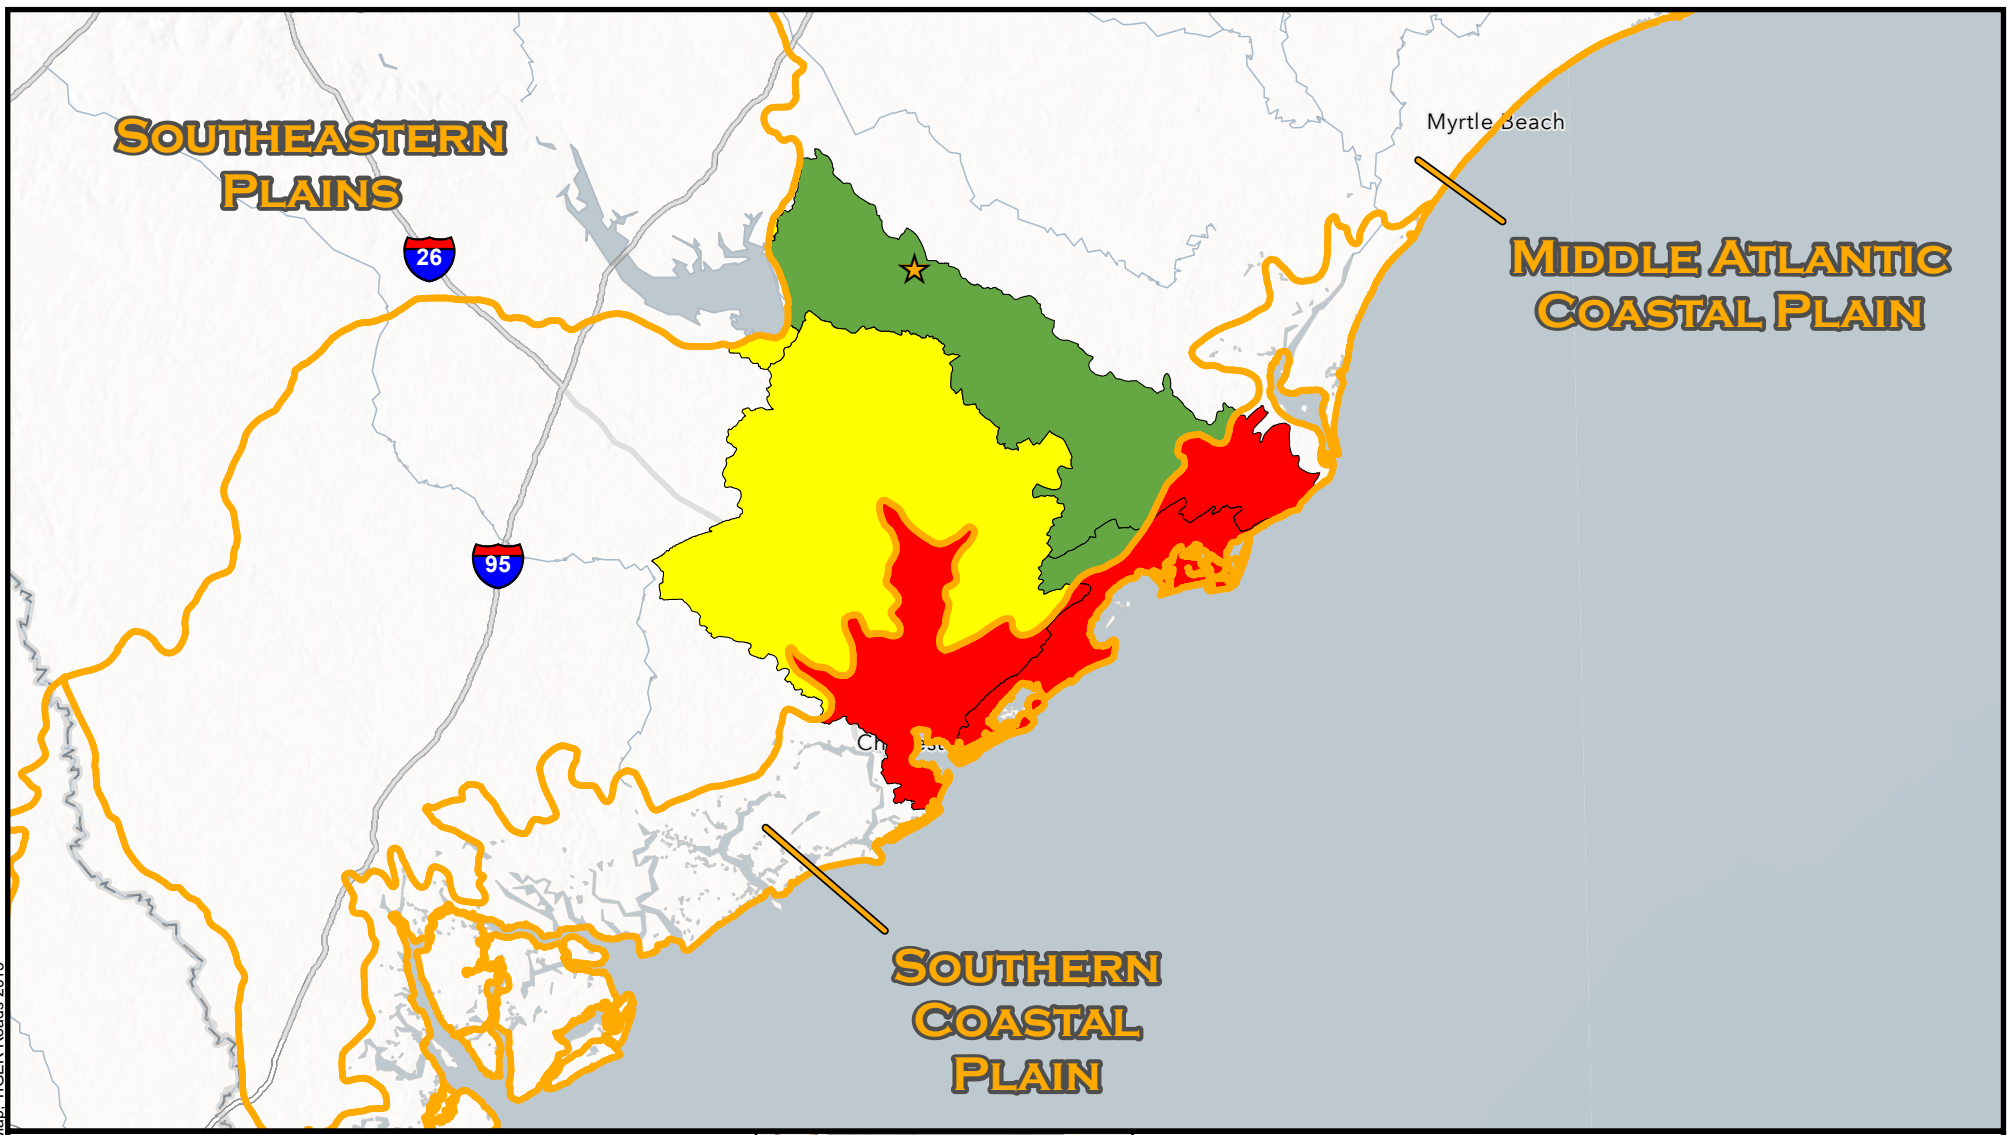 Myrtle Beach
SOUTHEASTERN
PLAINS
26
MIDDLE ATLANTIC
COASTAL PLAIN
95
SOUTHERN
COASTAL
PLAIN